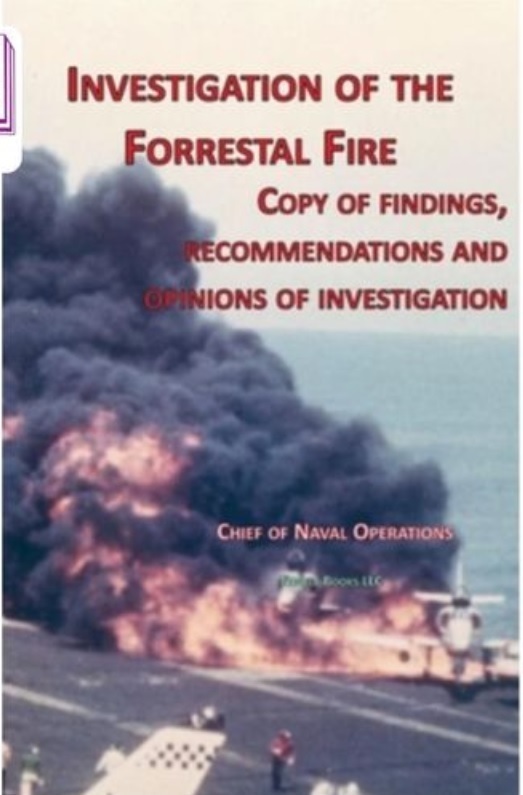 INVESTIGATION OF THE
FORRESTAL FIRE
COPY OF FINDINGS,
RECOMMENDATIONS AND
OPINIONS OF INVESTIGATION
CHIEF OF NAVAL OPERATIONS
BOOKS LLC